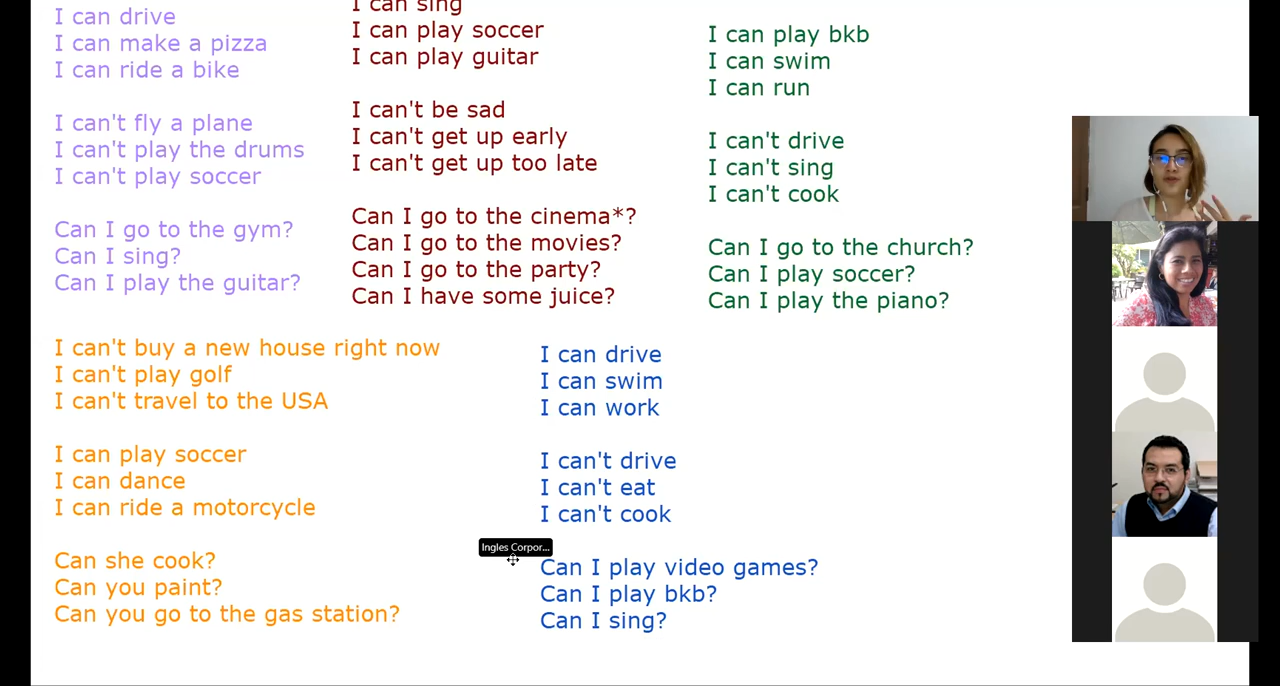 I can drive
I can make a pizza
I can ride a bike
I can't fly a plane
I can't play the drums
I can't play soccer
Can I go to the gym?
Can I sing?
Can I play the guitar?
I can sing
I can play soccer
I can play guitar
I can't be sad
I can't get up early
I can't get up too late
Can I go to the cinema*?
Can I go to the movies?
Can I go to the party?
Can I have some juice?
I can play bkb
I can swim
I can run
I can't drive
I can't sing
I can't cook
Can I go to the church?
Can I play soccer?
Can I play the piano?
I can't buy a new house right now
I can't play golf
I can't travel to the USA
I can play soccer
I can dance
I can ride a motorcycle
Can she cook?
Can you paint?
Can you go to the gas station?
I can drive
I can swim
I can work
I can't drive
I can't eat
I can't cook
Ingles Corpor...
Can I play video games?
Can I play bkb?
Can I sing?